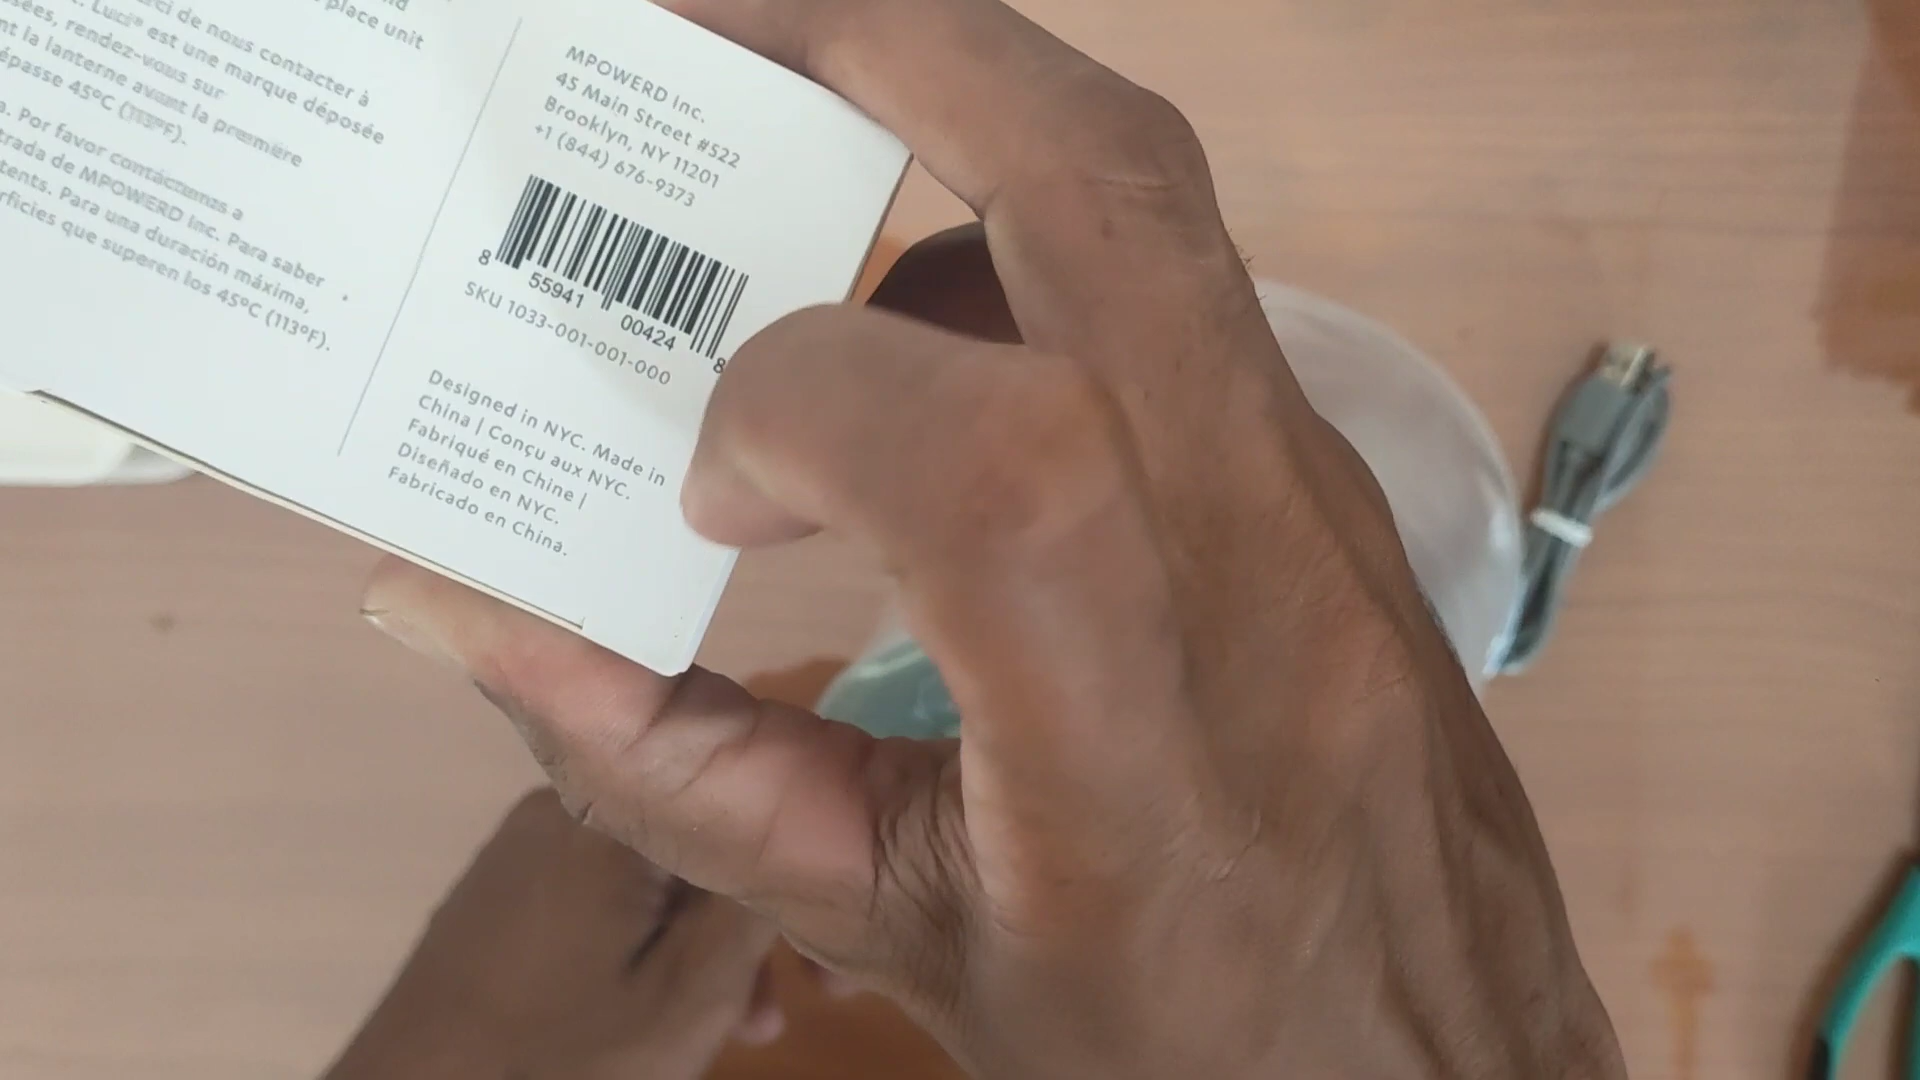 place unit
ci de nous contacter à
Luci® est une marque déposée
sées, rendez-vous sur
nt la lanterne avant la première
épasse 45°C (113°F).
a. Por favor contáctenos a
trada de MPOWERD Inc. Para saber
tents. Para una duración máxima,
rficies que superen los 45°C (113°F).
MPOWERD Inc.
45 Main Street #522
Brooklyn, NY 11201
+1 (844) 676-9373
8 55941 00424 8
SKU 1033-001-001-000
Designed in NYC. Made in
China | Conçu aux NYC.
Fabriqué en Chine |
Diseñado en NYC.
Fabricado en China.